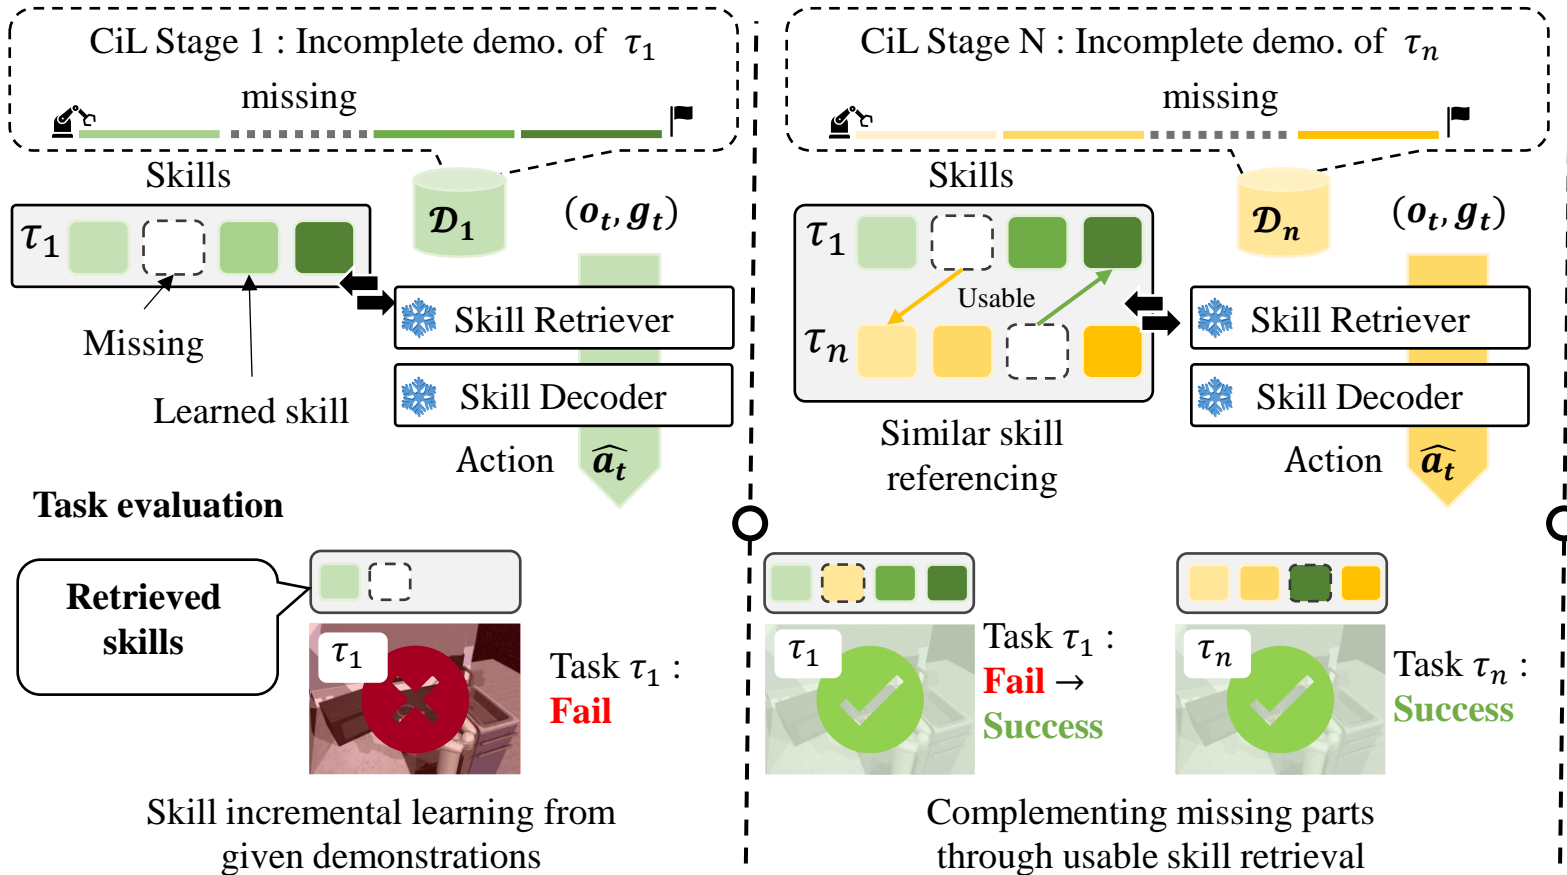 CiL Stage 1 : Incomplete demo. of τ₁
missing
Skills
τ₁
𝓓₁
(oₜ, gₜ)
Missing
Learned skill
Skill Retriever
Skill Decoder
Action âₜ
Task evaluation
Retrieved
skills
τ₁
Task τ₁ :
Fail
Skill incremental learning from
given demonstrations
CiL Stage N : Incomplete demo. of τₙ
missing
Skills
τ₁
Usable
τₙ
𝓓ₙ
(oₜ, gₜ)
Skill Retriever
Skill Decoder
Similar skill
referencing
Action âₜ
τ₁
Task τ₁ :
Fail →
Success
τₙ
Task τₙ :
Success
Complementing missing parts
through usable skill retrieval